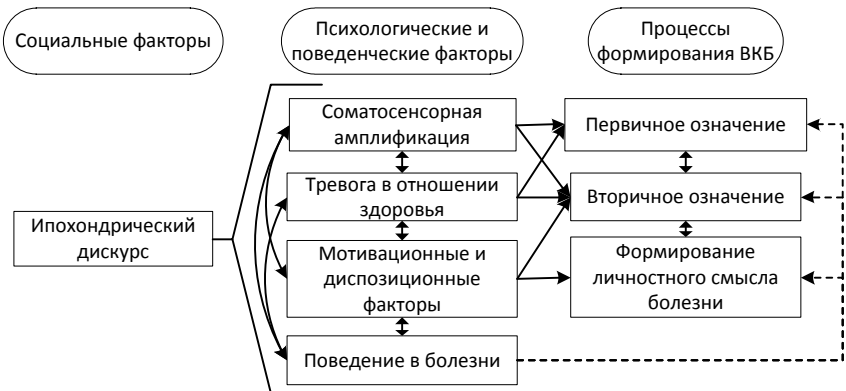 Социальные факторы
Психологические и
поведенческие факторы
Процессы
формирования ВКБ
Соматосенсорная
амплификация
Первичное означение
Тревога в отношении
здоровья
Вторичное означение
Ипохондрический
дискурс
Мотивационные и
диспозиционные
факторы
Формирование
личностного смысла
болезни
Поведение в болезни